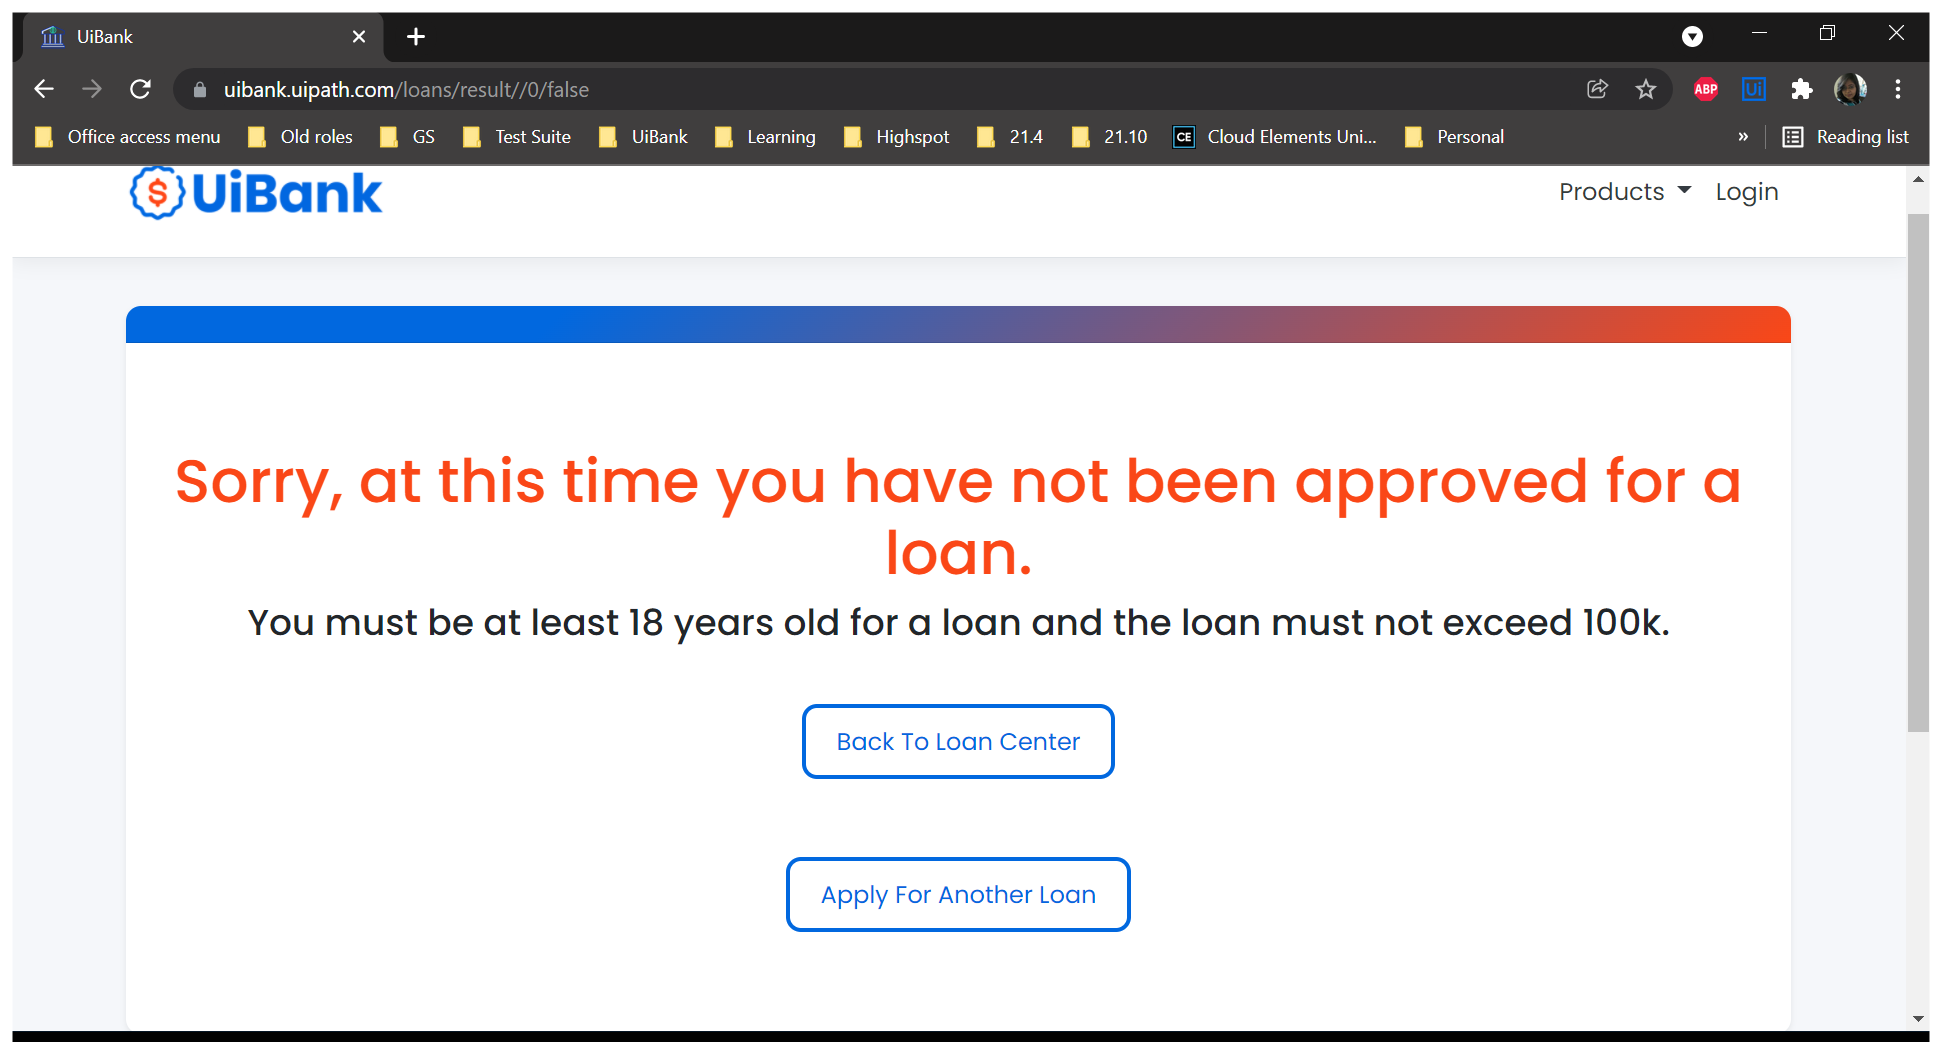 UiBank
uibank.uipath.com/loans/result//0/false
ABP
Ui
Office access menu
Old roles
GS
Test Suite
UiBank
Learning
Highspot
21.4
21.10
CE
Cloud Elements Uni...
Personal
»
Reading list
$ UiBank
Products
Login
Sorry, at this time you have not been approved for a
loan.
You must be at least 18 years old for a loan and the loan must not exceed 100k.
Back To Loan Center
Apply For Another Loan